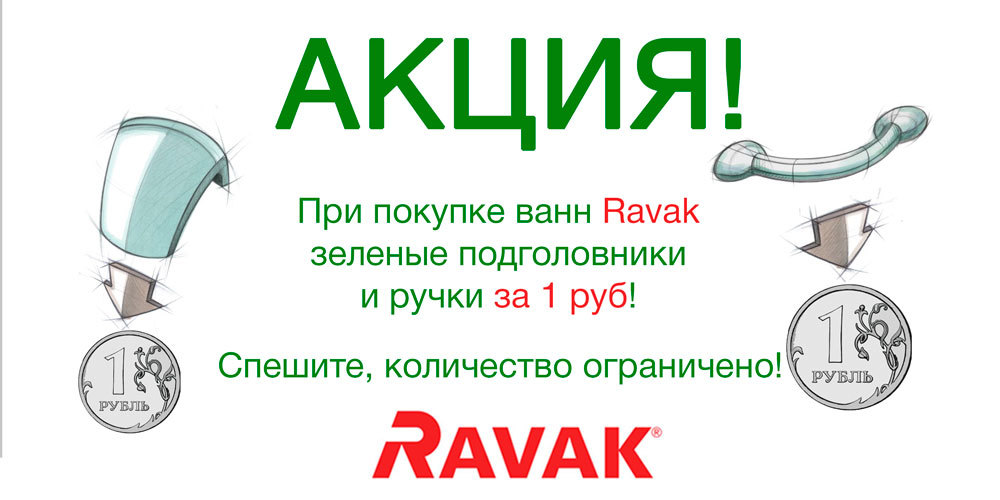 АКЦИЯ!
При покупке ванн Ravak
зеленые подголовники
и ручки за 1 руб!
Спешите, количество ограничено!
1
РУБЛЬ
1
РУБЛЬ
RAVAK®